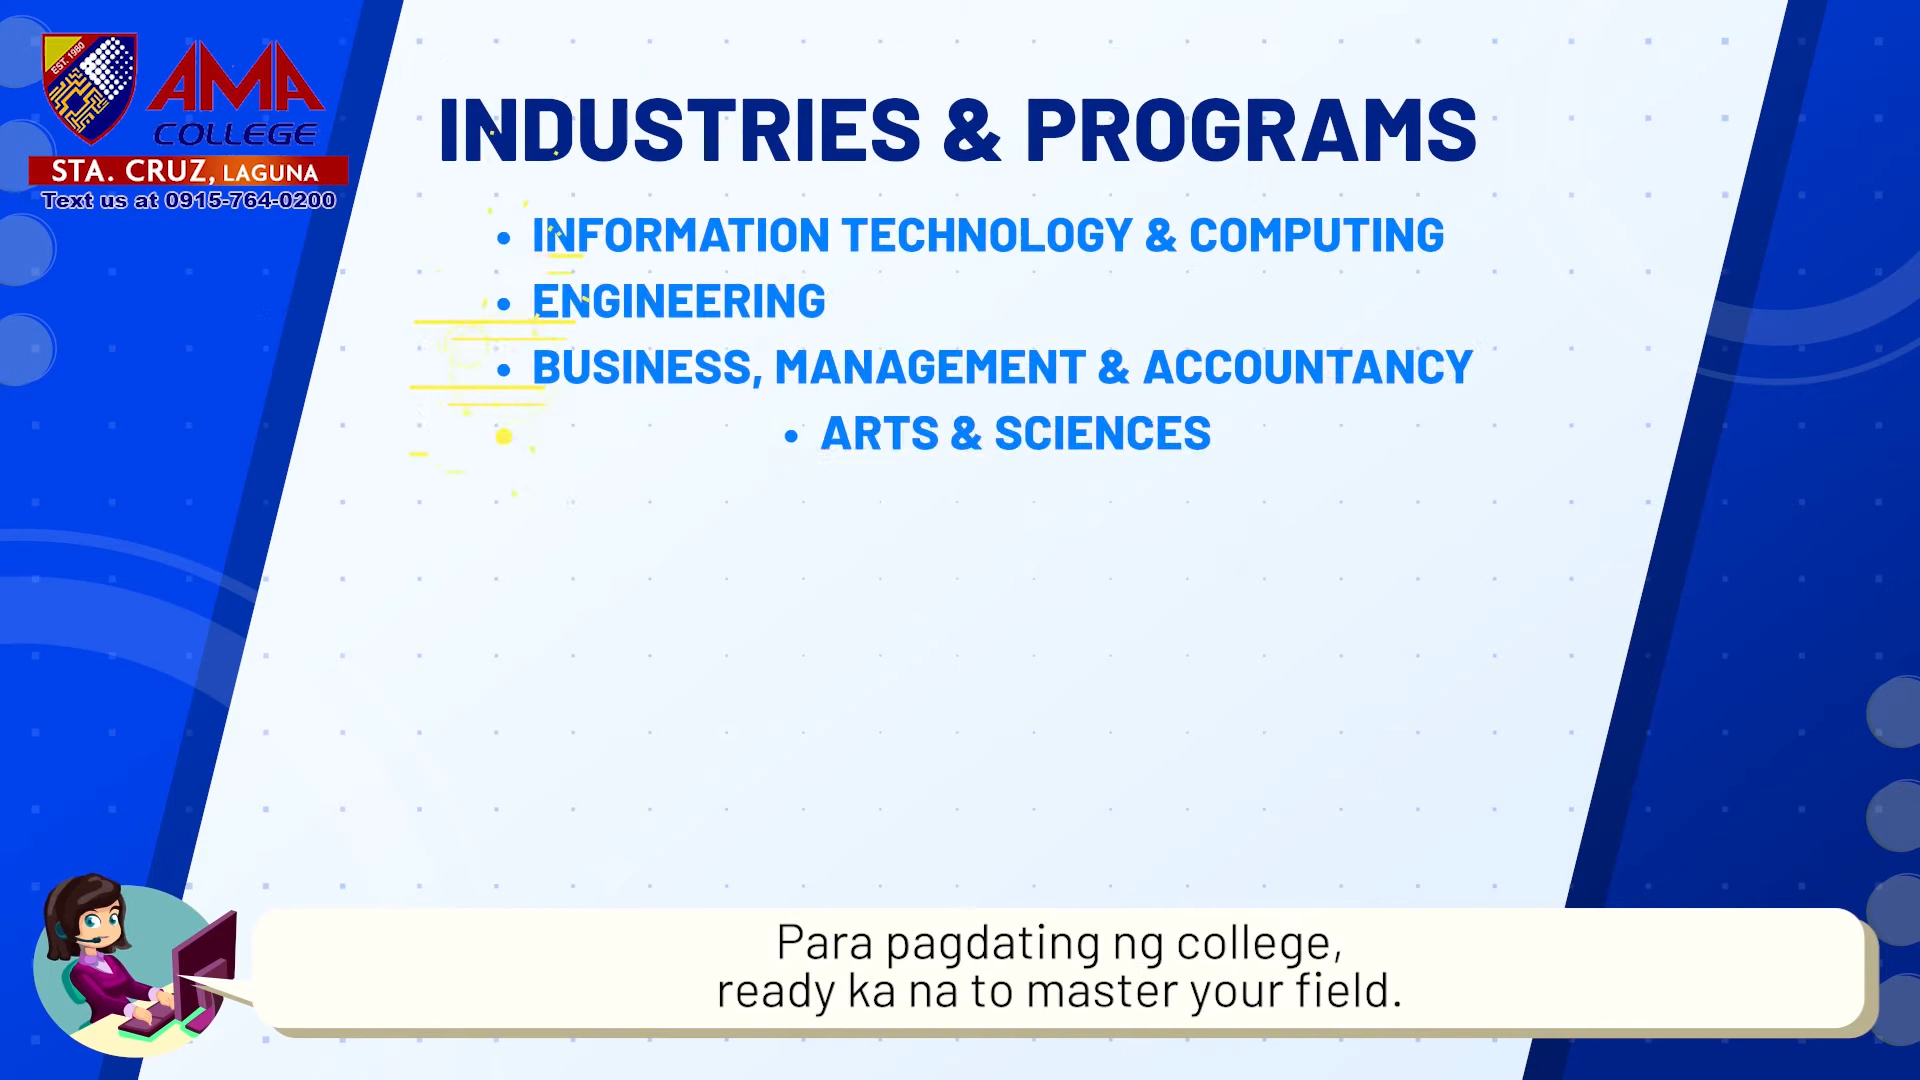 EST. 1980
AMA
COLLEGE
STA. CRUZ, LAGUNA
Text us at 0915-764-0200
INDUSTRIES & PROGRAMS
• INFORMATION TECHNOLOGY & COMPUTING
• ENGINEERING
• BUSINESS, MANAGEMENT & ACCOUNTANCY
• ARTS & SCIENCES
Para pagdating ng college,
ready ka na to master your field.